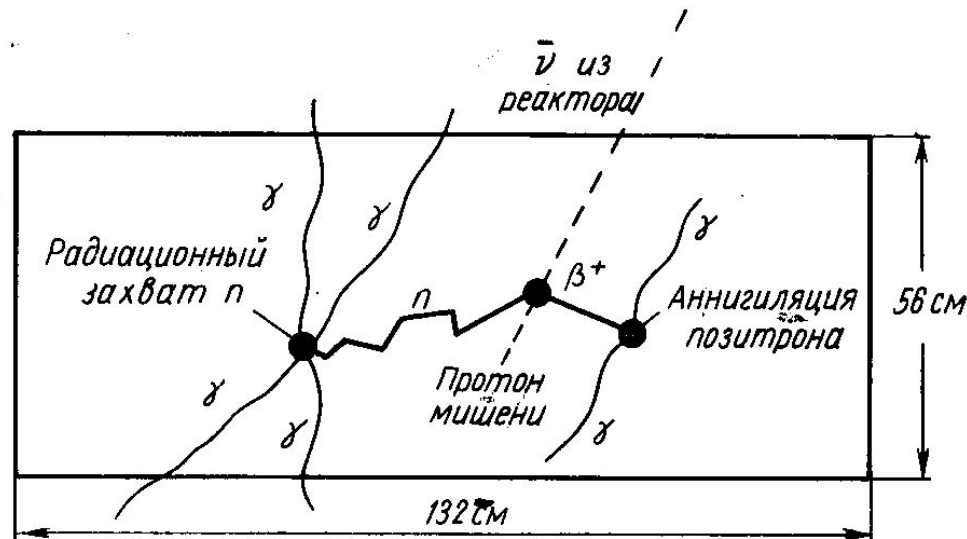 ν̄ из
реактора
γ
γ
γ
Радиационный
захват n
n
β⁺
Аннигиляция
позитрона
56 см
Протон
мишени
γ
γ
γ
132 см